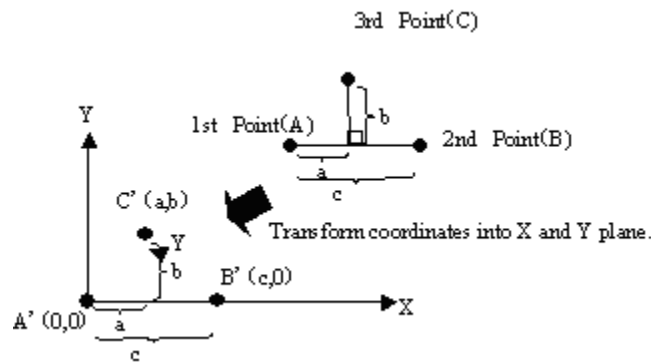 3rd Point(C)
b
1st Point(A)
2nd Point(B)
a
c
Transform coordinates into X and Y plane.
Y
C' (a,b)
Y
b
B' (c,0)
X
A' (0,0)
a
c